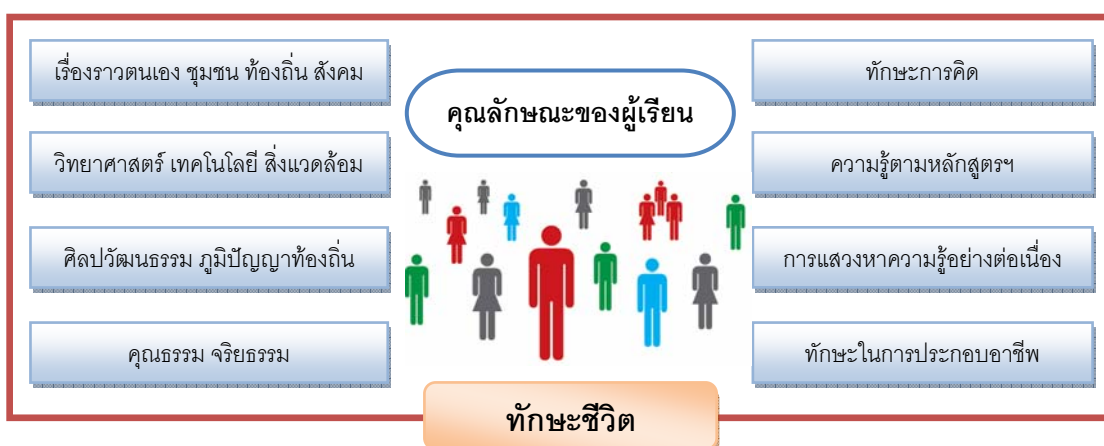 เรื่องราวตนเอง ชุมชน ท้องถิ่น สังคม
วิทยาศาสตร์ เทคโนโลยี สิ่งแวดล้อม
ศิลปวัฒนธรรม ภูมิปัญญาท้องถิ่น
คุณธรรม จริยธรรม
คุณลักษณะของผู้เรียน
ทักษะการคิด
ความรู้ตามหลักสูตรฯ
การแสวงหาความรู้อย่างต่อเนื่อง
ทักษะในการประกอบอาชีพ
ทักษะชีวิต